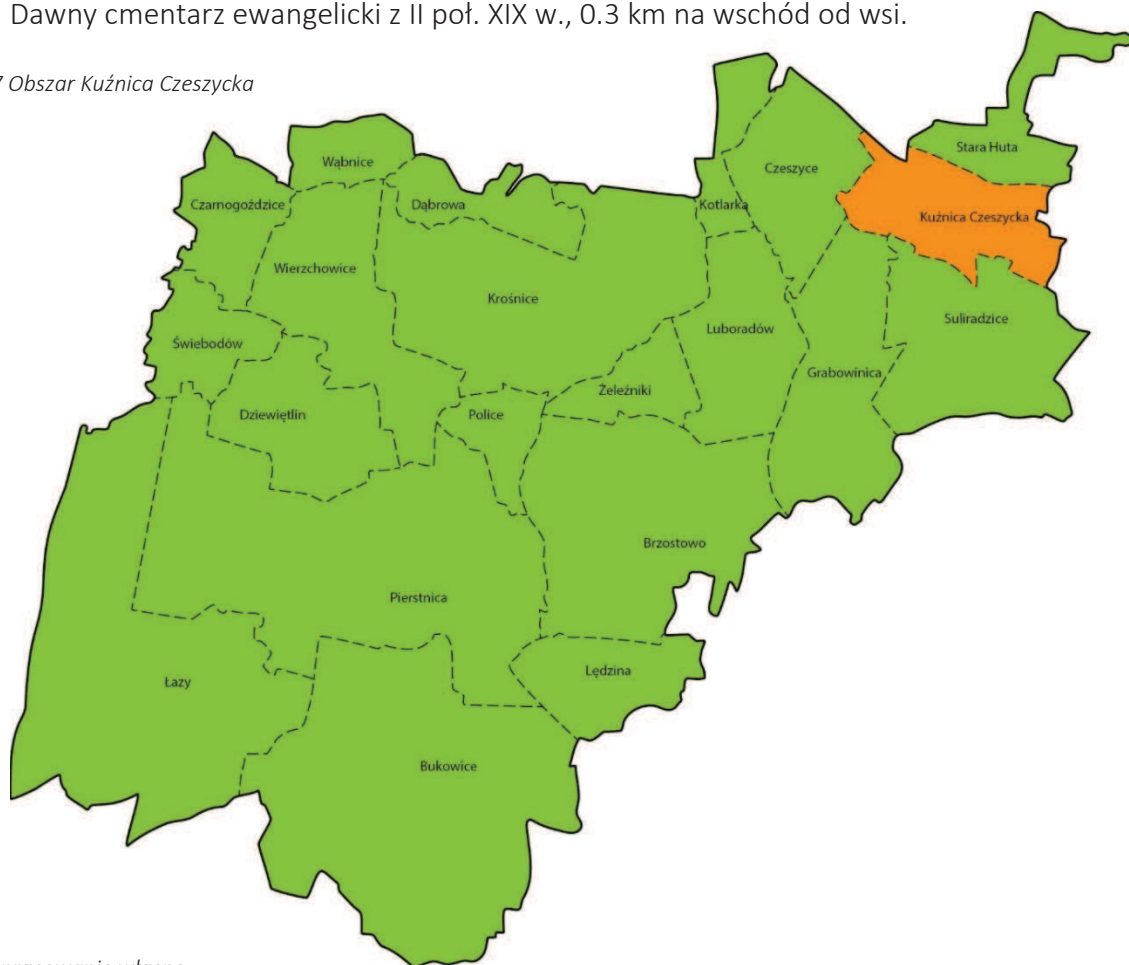 Dawny cmentarz ewangelicki z II poł. XIX w., 0.3 km na wschód od wsi.
7 Obszar Kuźnica Czeszycka
Stara Huta
Wąbnice
Czeszyce
Czarnogoździce
Dąbrowa
Kotlarka
Kuźnica Czeszycka
Wierzchowice
Krośnice
Suliradzice
Luboradów
Świebodów
Grabowinica
Żeleźniki
Dziewiętlin
Police
Brzostowo
Pierstnica
Lędzina
Łazy
Bukowice